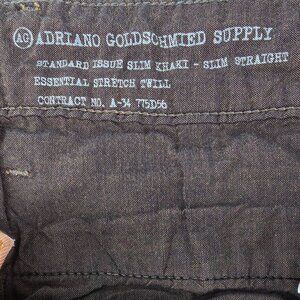 AG ADRIANO GOLDSCHMIED SUPPLY
STANDARD ISSUE SLIM KHAKI - SLIM STRAIGHT
ESSENTIAL STRETCH TWILL
CONTRACT NO. A-34 775D56